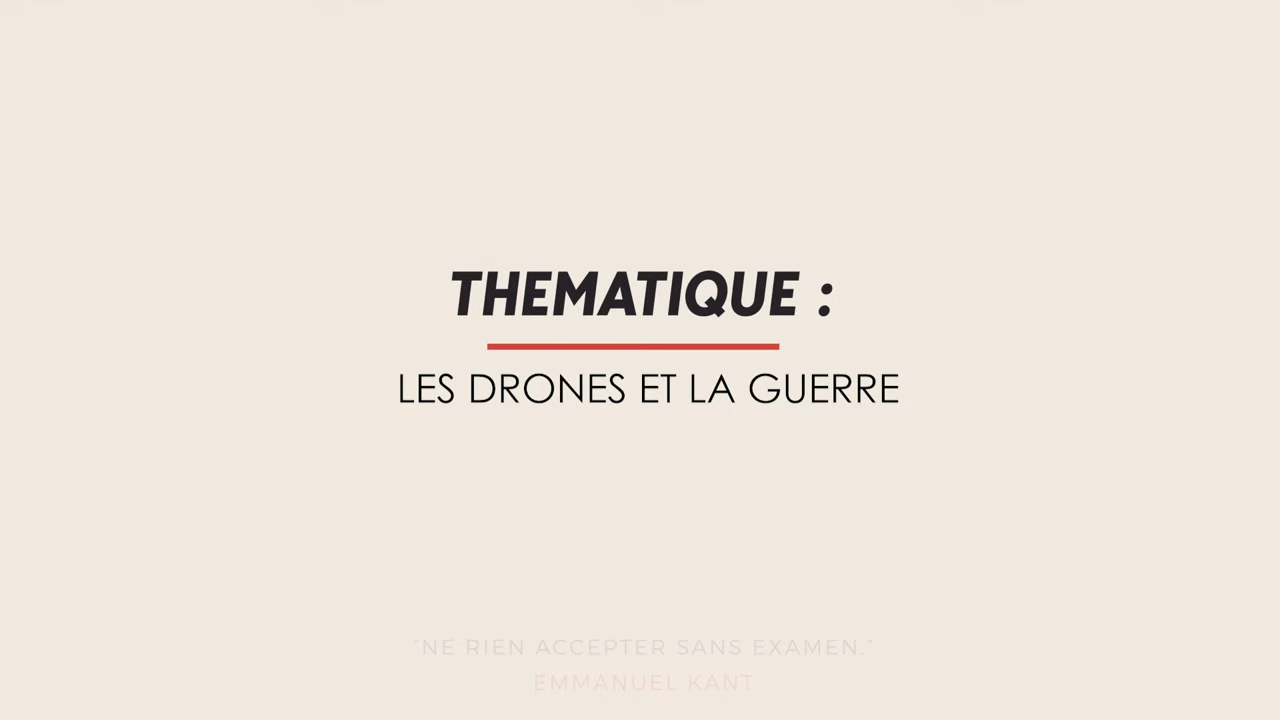 THEMATIQUE :
LES DRONES ET LA GUERRE
"NE RIEN ACCEPTER SANS EXAMEN."
EMMANUEL KANT